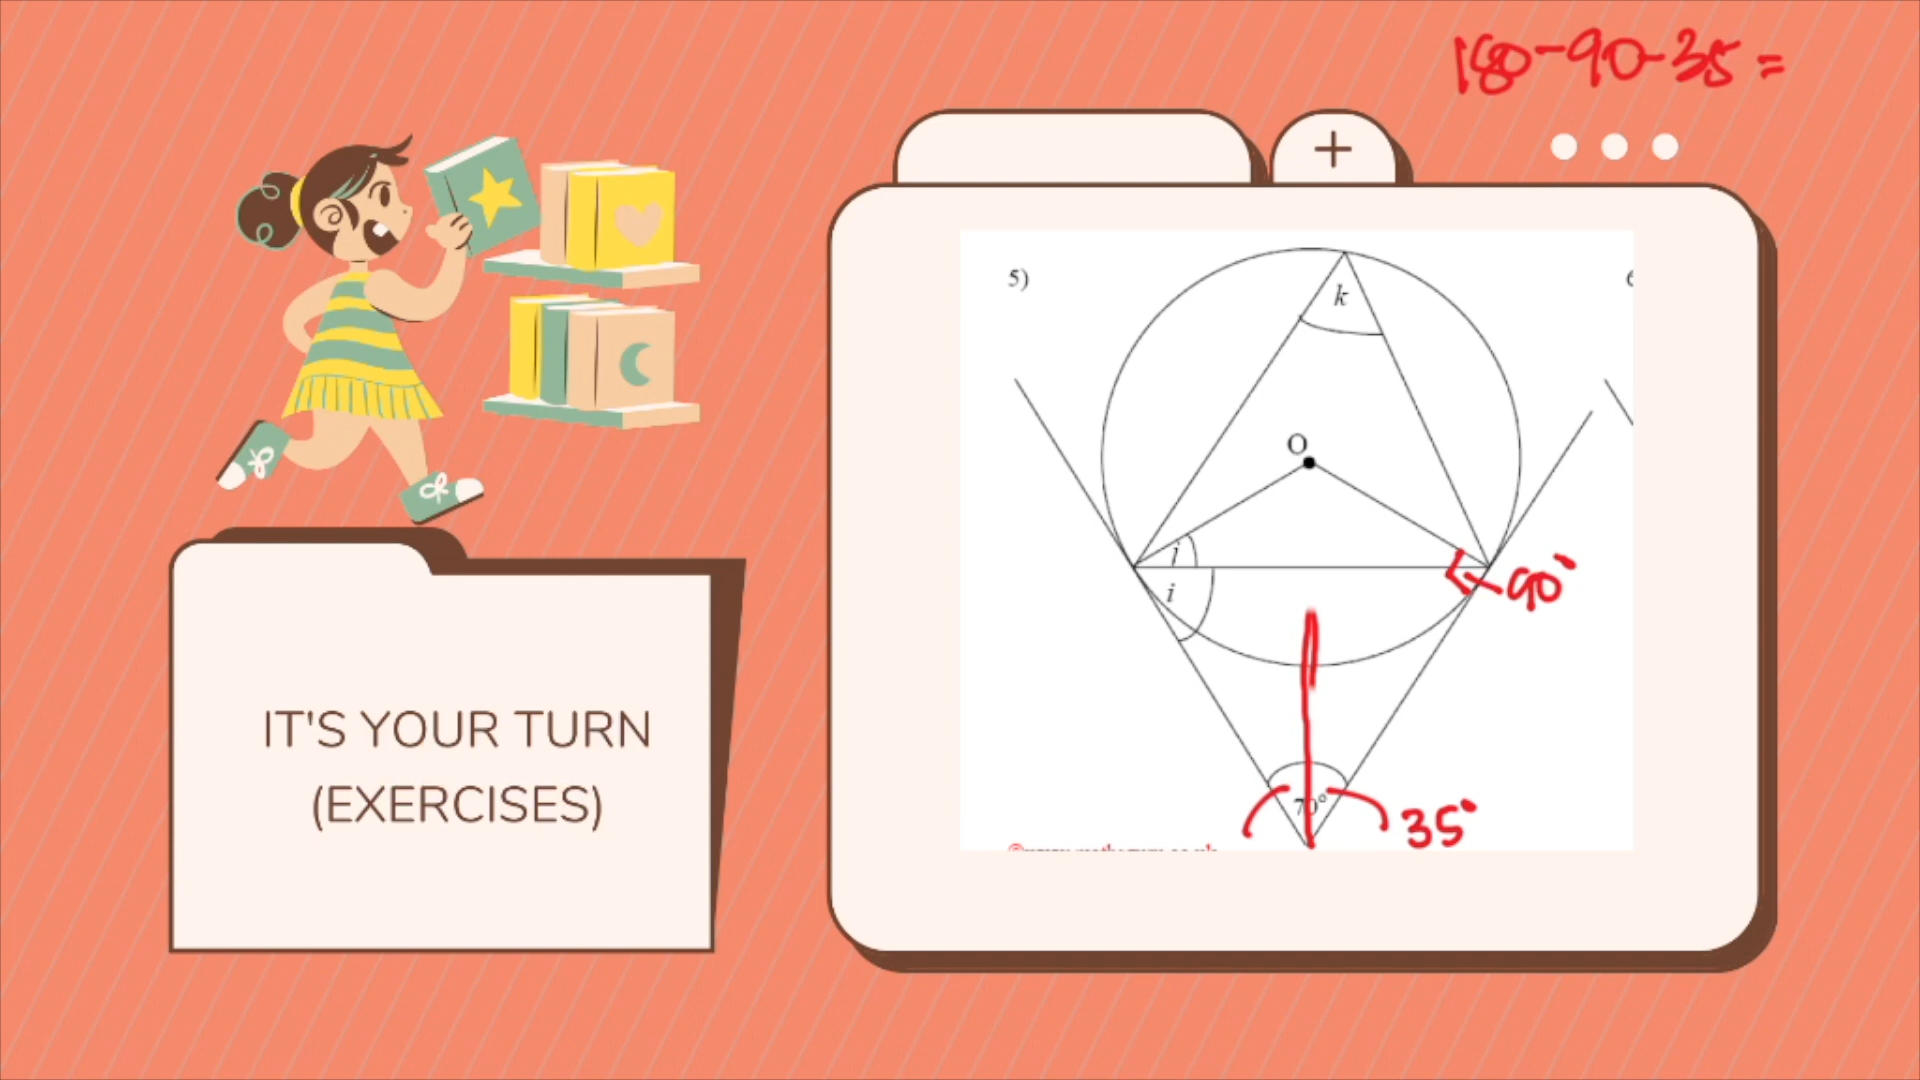 180-90-35=
+
5)
k
O
j
i
90°
70°
35°
IT'S YOUR TURN
(EXERCISES)